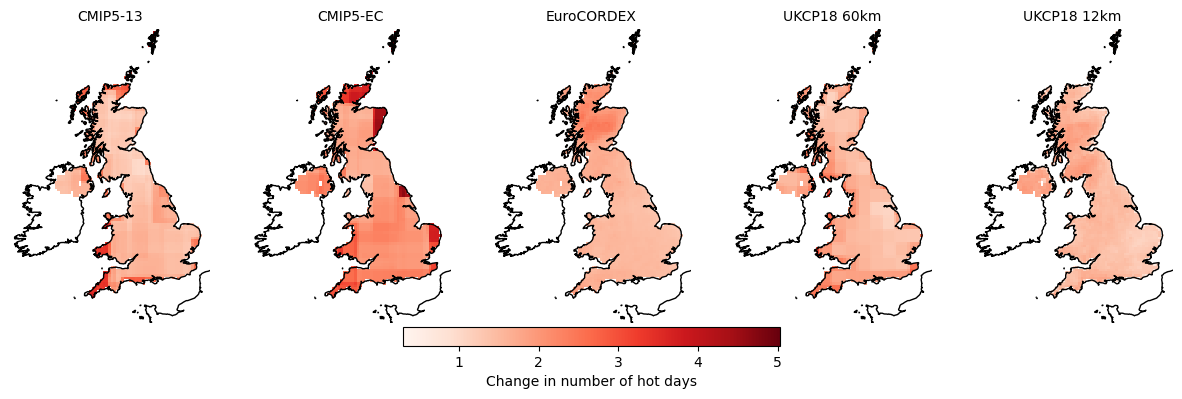 CMIP5-13
CMIP5-EC
EuroCORDEX
UKCP18 60km
UKCP18 12km
1 2 3 4 5
Change in number of hot days